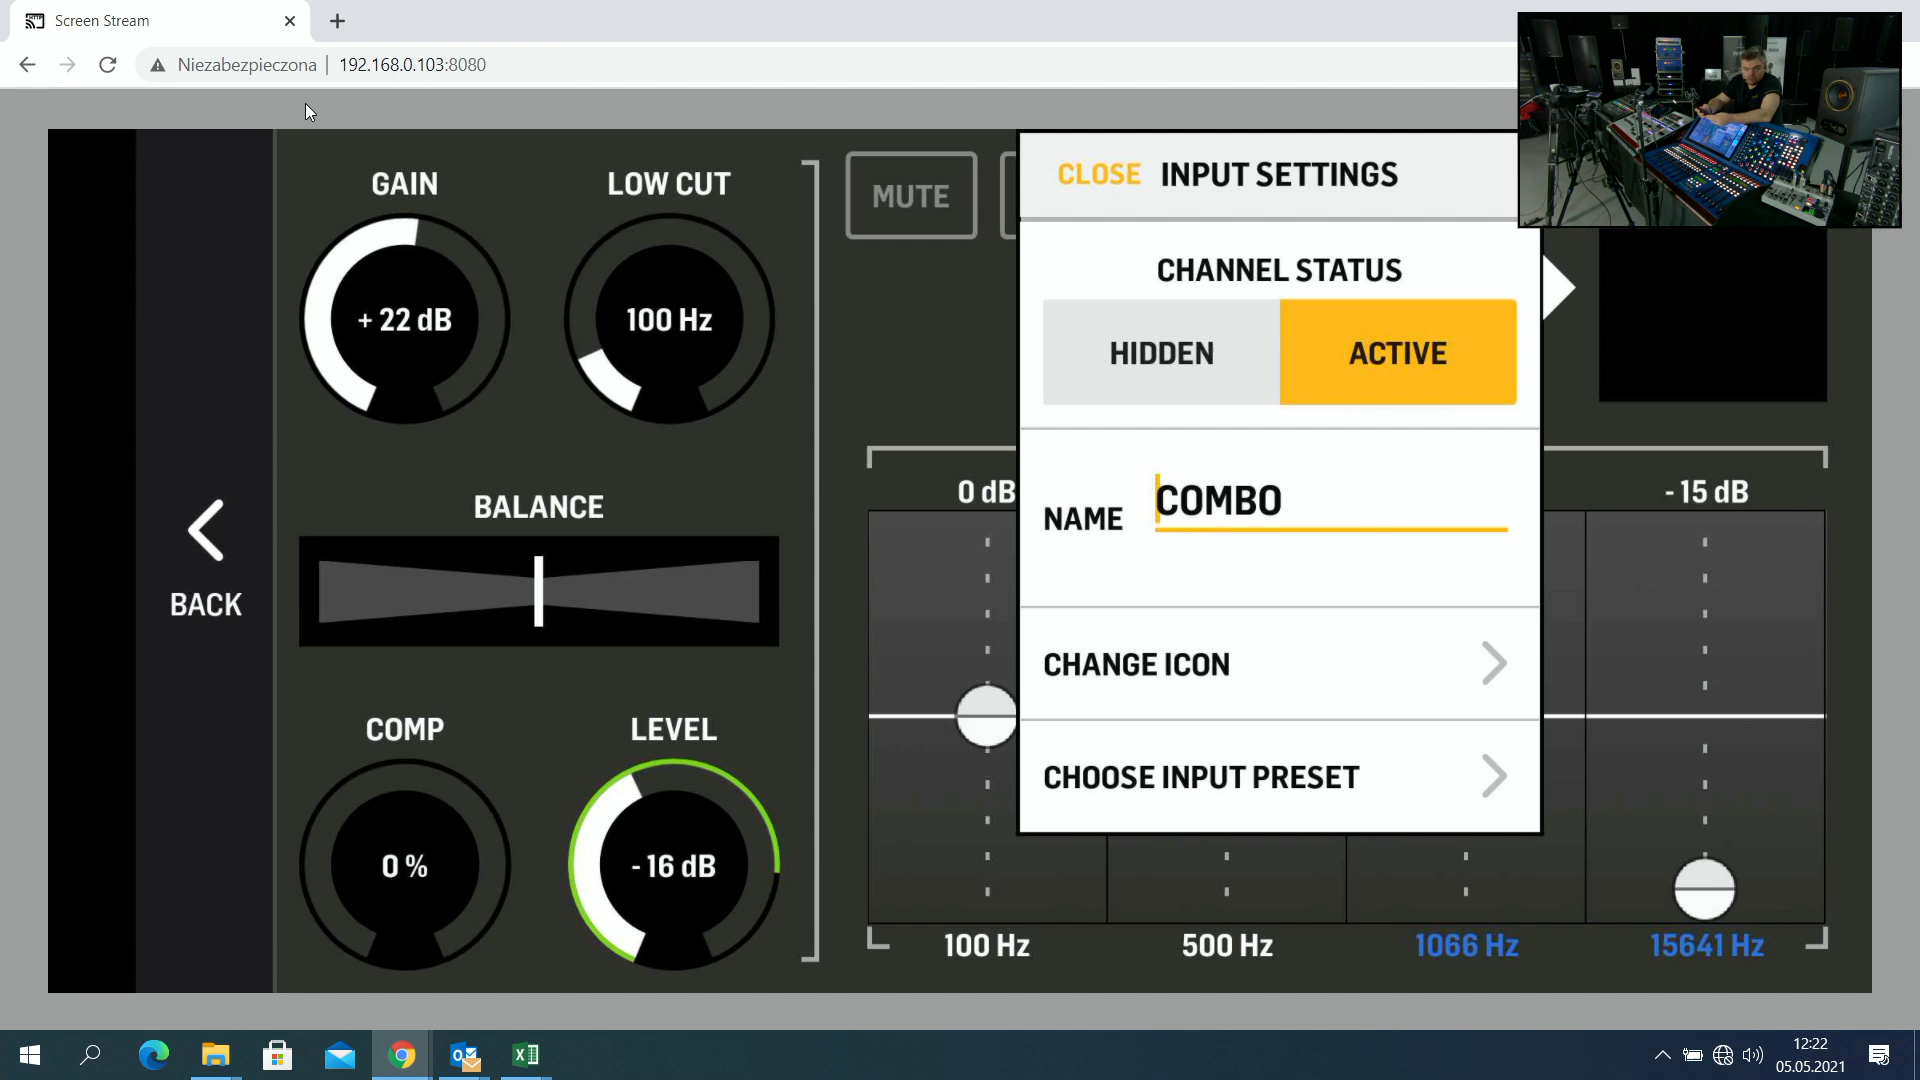 Screen Stream
Niezabezpieczona
192.168.0.103:8080
GAIN
LOW CUT
+ 22 dB
100 Hz
BALANCE
BACK
COMP
LEVEL
0 %
- 16 dB
MUTE
CLOSE INPUT SETTINGS
CHANNEL STATUS
HIDDEN
ACTIVE
NAME COMBO
CHANGE ICON
CHOOSE INPUT PRESET
0 dB
- 15 dB
100 Hz
500 Hz
1066 Hz
15641 Hz
12:22
05.05.2021